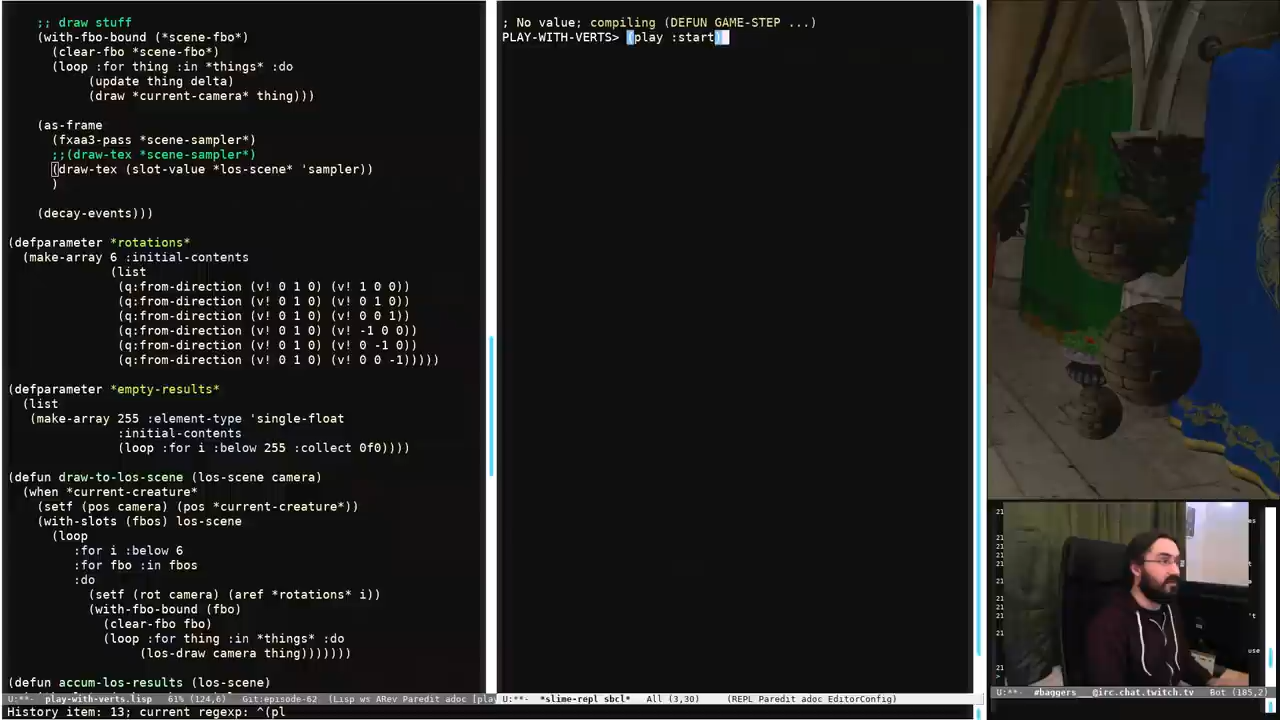 ;; draw stuff
(with-fbo-bound (*scene-fbo*)
(clear-fbo *scene-fbo*)
(loop :for thing :in *things* :do
(update thing delta)
(draw *current-camera* thing)))
(as-frame
(fxaa3-pass *scene-sampler*)
;;(draw-tex *scene-sampler*)
(draw-tex (slot-value *los-scene* 'sampler))
)
(decay-events)))
(defparameter *rotations*
(make-array 6 :initial-contents
(list
(q:from-direction (v! 0 1 0) (v! 1 0 0))
(q:from-direction (v! 0 1 0) (v! 0 1 0))
(q:from-direction (v! 0 1 0) (v! 0 0 1))
(q:from-direction (v! 0 1 0) (v! -1 0 0))
(q:from-direction (v! 0 1 0) (v! 0 -1 0))
(q:from-direction (v! 0 1 0) (v! 0 0 -1)))))
(defparameter *empty-results*
(list
(make-array 255 :element-type 'single-float
:initial-contents
(loop :for i :below 255 :collect 0f0))))
(defun draw-to-los-scene (los-scene camera)
(when *current-creature*
(setf (pos camera) (pos *current-creature*))
(with-slots (fbos) los-scene
(loop
:for i :below 6
:for fbo :in fbos
:do
(setf (rot camera) (aref *rotations* i))
(with-fbo-bound (fbo)
(clear-fbo fbo)
(loop :for thing :in *things* :do
(los-draw camera thing)))))))
(defun accum-los-results (los-scene)
U:**- play-with-verts.lisp 61% (124,6) Git:episode-62 (Lisp ws ARev Paredit adoc [play
History item: 13; current regexp: ^(pl
; No value; compiling (DEFUN GAME-STEP ...)
PLAY-WITH-VERTS> (play :start)
U:**- *slime-repl sbcl* All (3,30) (REPL Paredit adoc EditorConfig)
U:**- #baggers__@irc.chat.twitch.tv Bot (185,2)